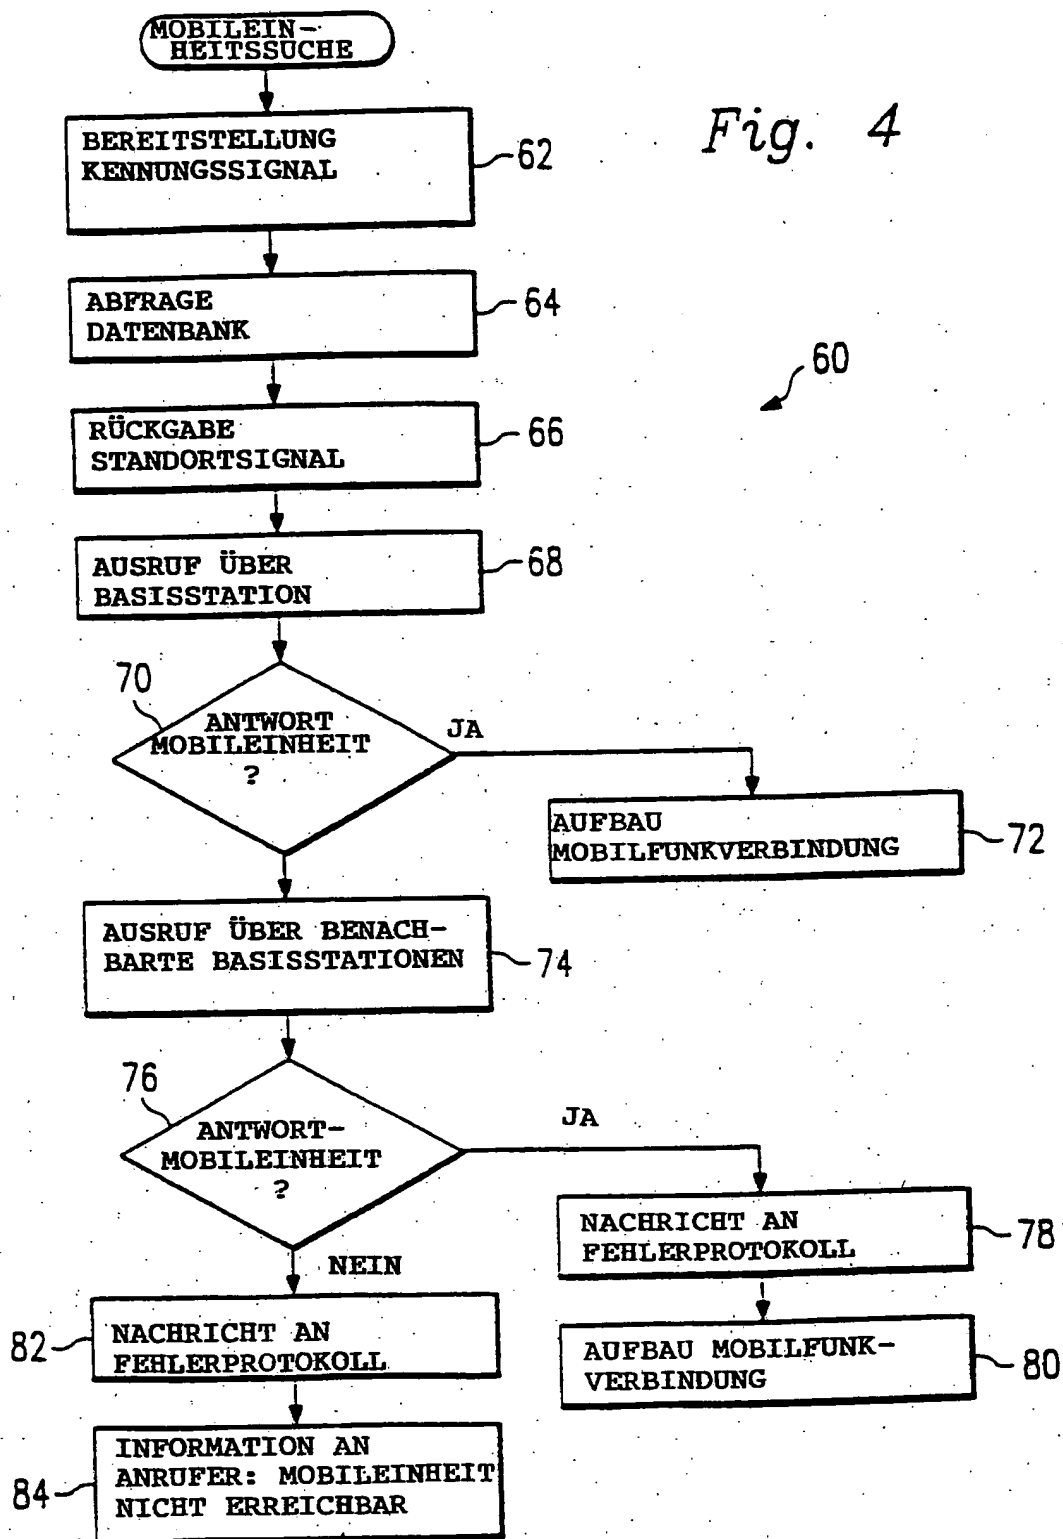 MOBILEIN-
HEITSSUCHE
Fig. 4
BEREITSTELLUNG
KENNUNGSSIGNAL
62
ABFRAGE
DATENBANK
64
60
RÜCKGABE
STANDORTSIGNAL
66
AUSRUF ÜBER
BASISSTATION
68
70
ANTWORT
MOBILEINHEIT
?
JA
AUFBAU
MOBILFUNKVERBINDUNG
72
AUSRUF ÜBER BENACH-
BARTE BASISSTATIONEN
74
76
ANTWORT-
MOBILEINHEIT
?
JA
NACHRICHT AN
FEHLERPROTOKOLL
78
NEIN
82
NACHRICHT AN
FEHLERPROTOKOLL
AUFBAU MOBILFUNK-
VERBINDUNG
80
84
INFORMATION AN
ANRUFER: MOBILEINHEIT
NICHT ERREICHBAR